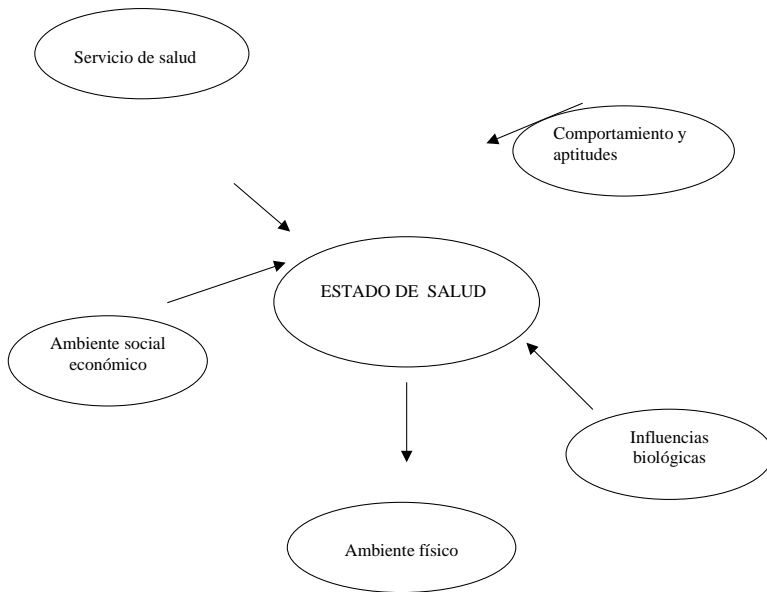 Servicio de salud
Comportamiento y
aptitudes
ESTADO DE SALUD
Ambiente social
económico
Influencias
biológicas
Ambiente físico